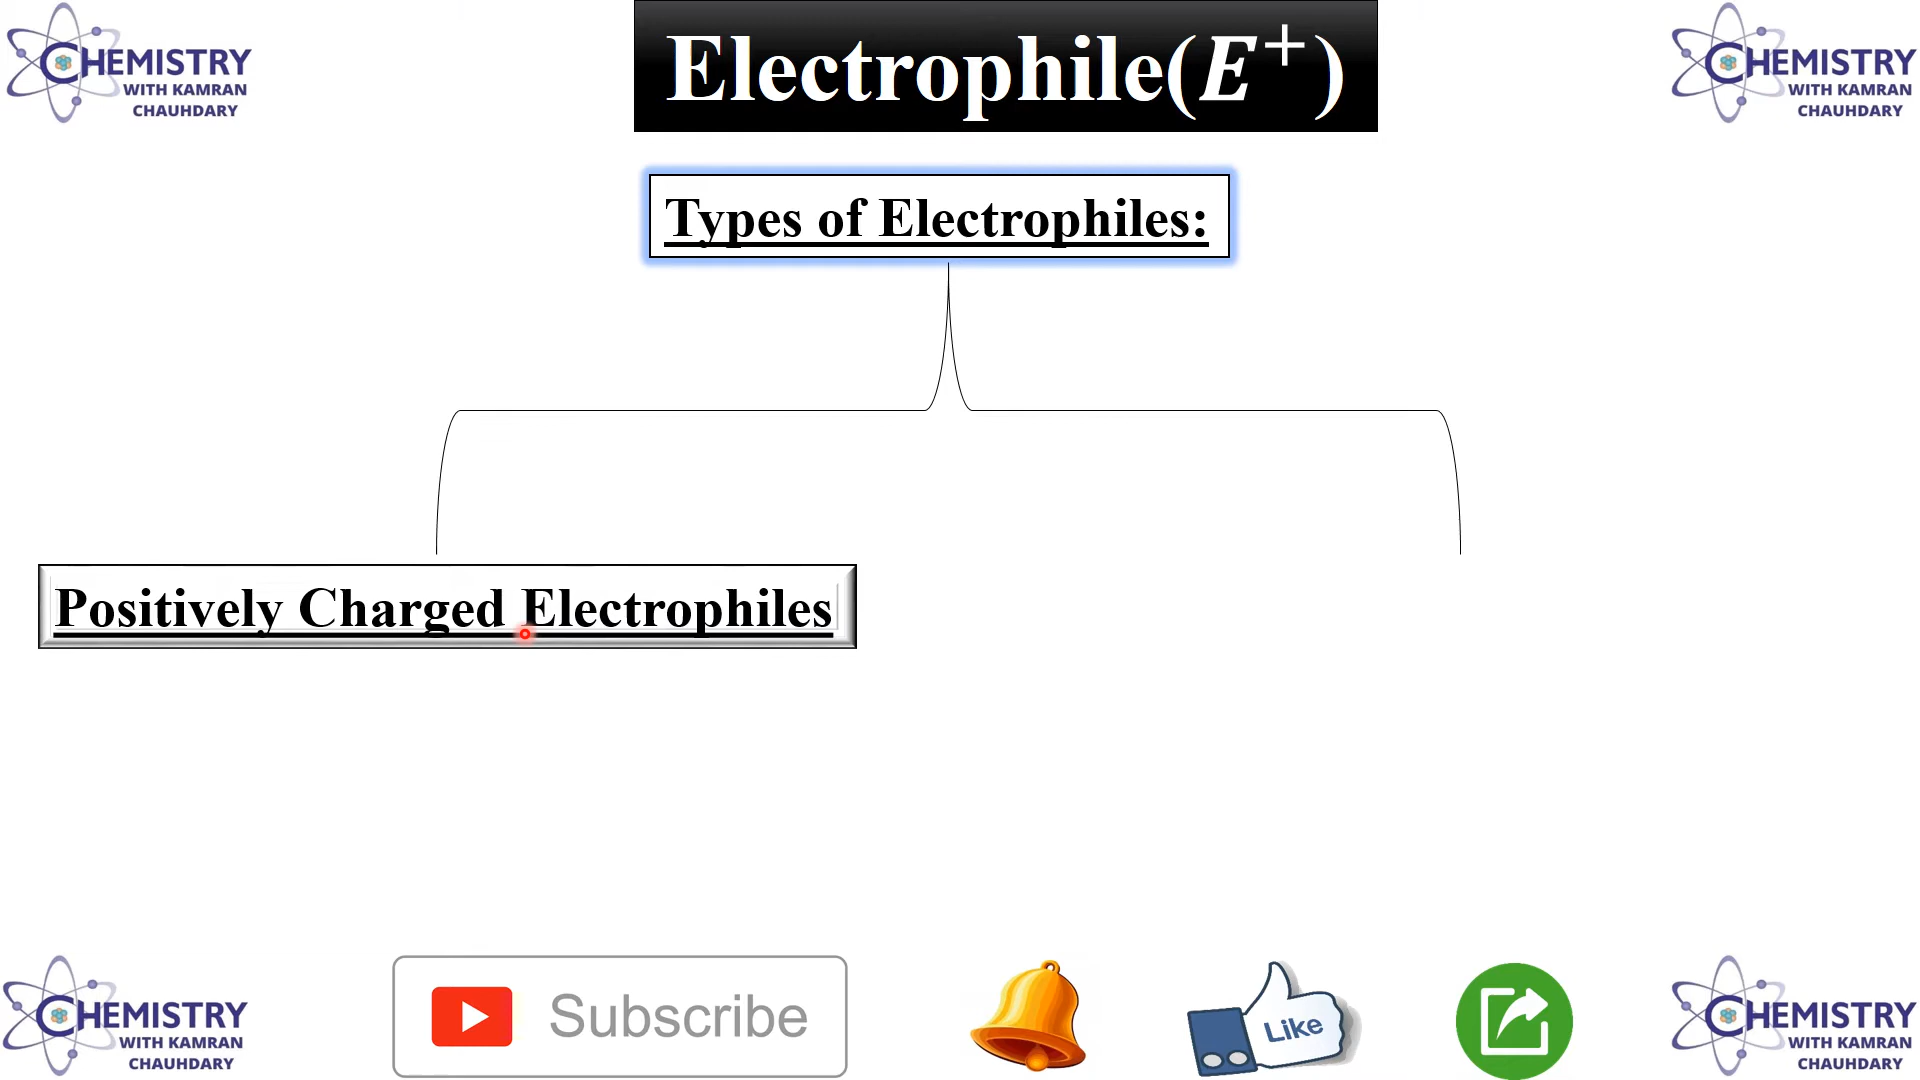 CHEMISTRY
WITH KAMRAN
CHAUHDARY
Electrophile(E⁺)
CHEMISTRY
WITH KAMRAN
CHAUHDARY
Types of Electrophiles:
Positively Charged Electrophiles
CHEMISTRY
WITH KAMRAN
CHAUHDARY
Subscribe
Like
CHEMISTRY
WITH KAMRAN
CHAUHDARY